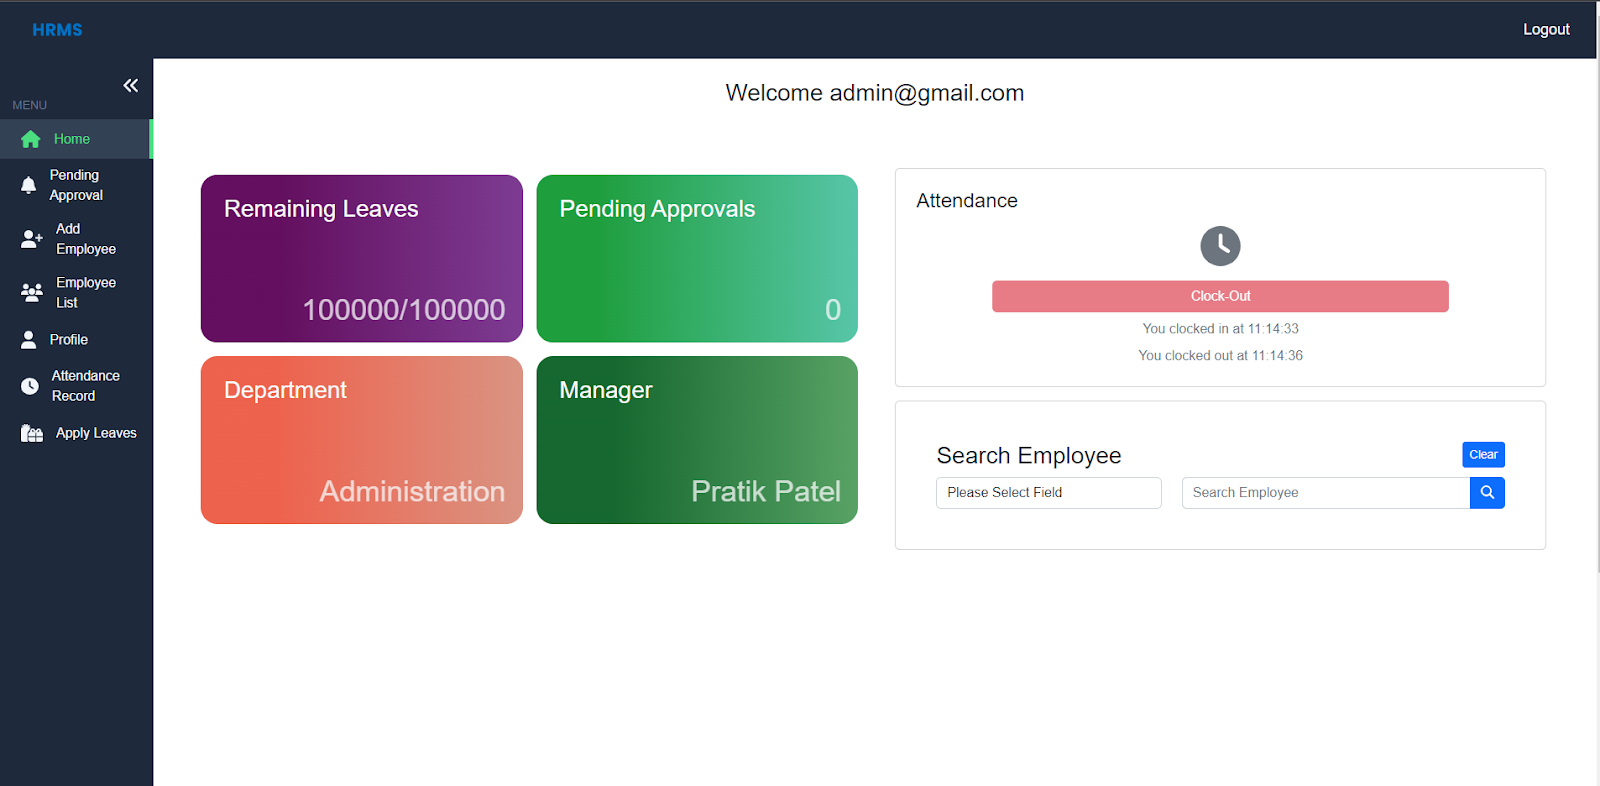 HRMS
Logout
MENU
Home
Pending
Approval
Add
Employee
Employee
List
Profile
Attendance
Record
Apply Leaves
Welcome admin@gmail.com
Remaining Leaves
100000/100000
Pending Approvals
0
Department
Administration
Manager
Pratik Patel
Attendance
Clock-Out
You clocked in at 11:14:33
You clocked out at 11:14:36
Search Employee
Clear
Please Select Field
Search Employee